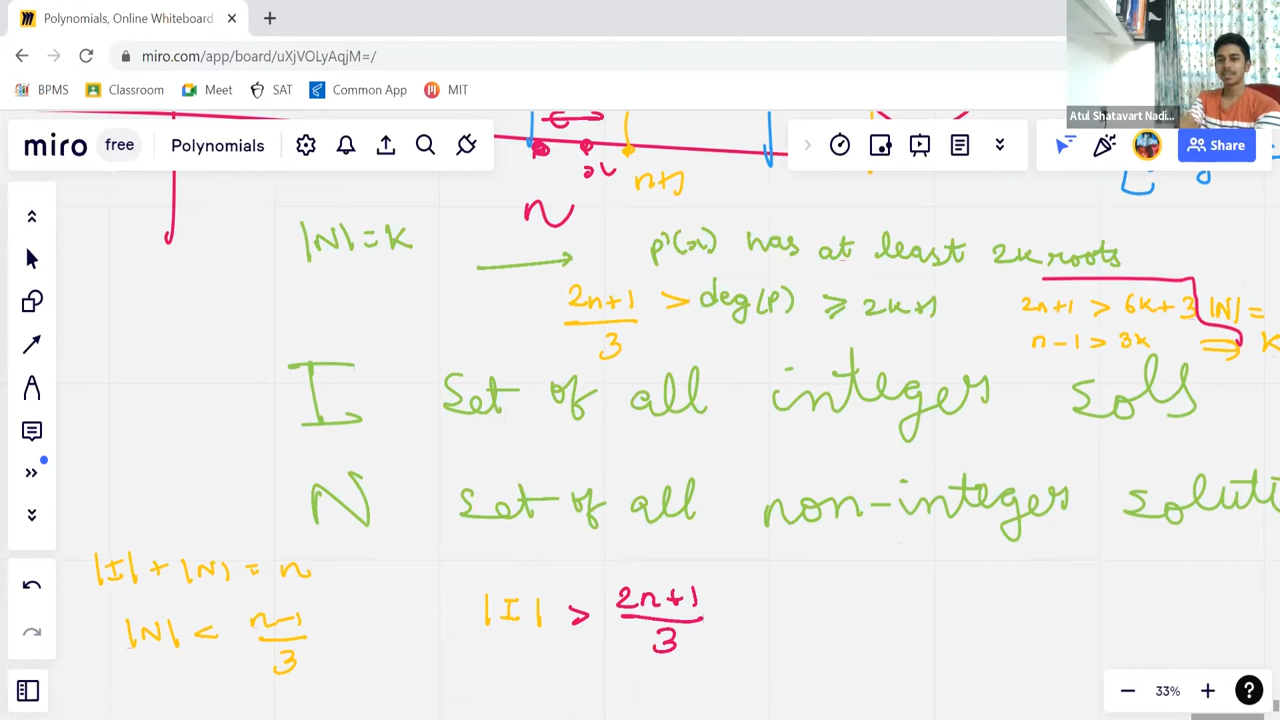 Polynomials, Online Whiteboard
miro.com/app/board/uXjVOLyAqjM=/
BPMS Classroom Meet SAT Common App MIT
Atul Shatavart Nadi...
miro free Polynomials
Share
n+1
n
|N| = k
p'(x) has at least 2k roots
2n+1 / 3 > deg(p) ≥ 2k+1
2n+1 > 6k+3 |N| =
n-1 > 3k ⇒ k
I set of all integers sols
N set of all non-integer soluti
|I| + |N| = n
|N| < n-1 / 3
|I| > 2n+1 / 3
33%